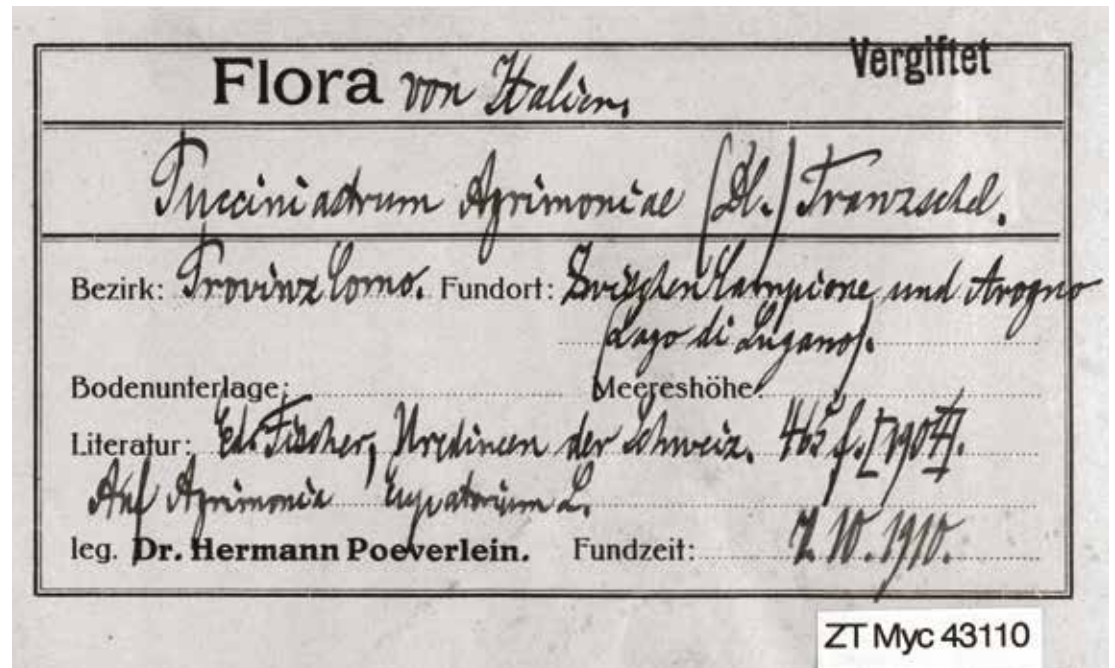 Vergiftet
Flora von Italien.
Pucciniastrum Agrimoniae (DC.) Tranzschel.
Bezirk: Provinz Como. Fundort: Zwischen Campione und Arogno
(Lago di Lugano).
Bodenunterlage: Meereshöhe:
Literatur: Ed. Fischer, Uredineen der Schweiz. 465 f. [1904].
Auf Agrimonia Eupatorium L.
leg. Dr. Hermann Poeverlein. Fundzeit: 7. 10. 1910.
ZT Myc 43110